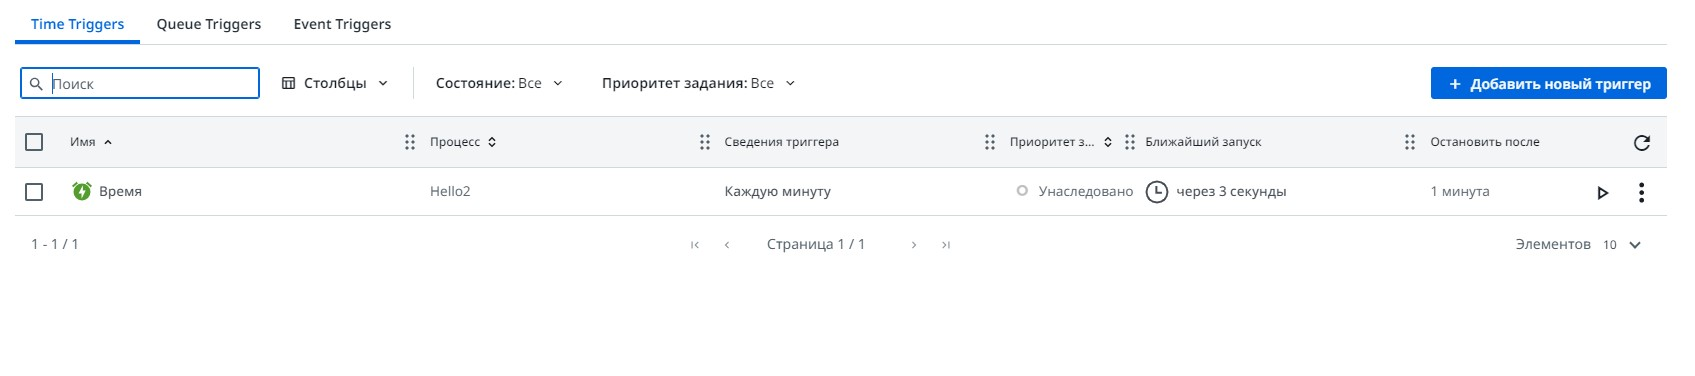 Time Triggers Queue Triggers Event Triggers
Поиск Столбцы Состояние: Все Приоритет задания: Все + Добавить новый триггер
Имя Процесс Сведения триггера Приоритет з... Ближайший запуск Остановить после
Время Hello2 Каждую минуту Унаследовано через 3 секунды 1 минута
1 - 1 / 1 Страница 1 / 1 Элементов 10